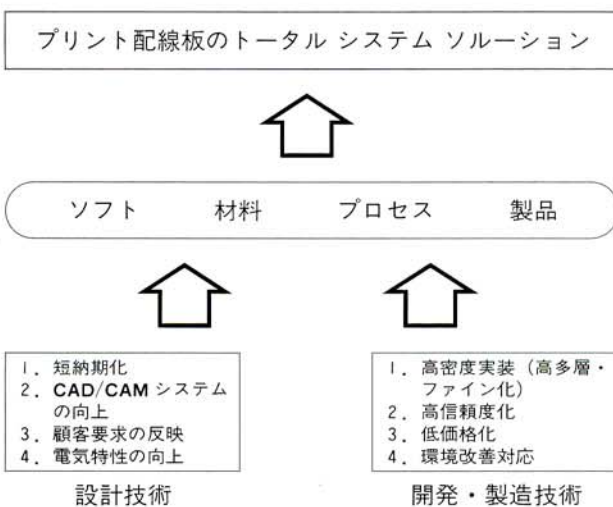 プリント配線板のトータル システム ソルーション
ソフト 材料 プロセス 製品
1. 短納期化
2. CAD/CAM システム
の向上
3. 顧客要求の反映
4. 電気特性の向上
設計技術
1. 高密度実装(高多層・
ファイン化)
2. 高信頼度化
3. 低価格化
4. 環境改善対応
開発・製造技術